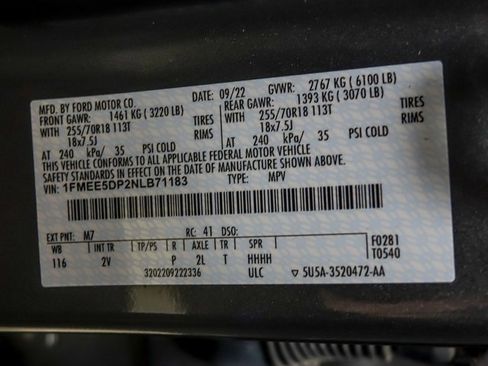 MFD. BY FORD MOTOR CO. DATE: 09/22 GVWR: 2767 KG (6100 LB)
FRONT GAWR: 1461 KG (3220 LB) REAR GAWR: 1393 KG (3070 LB)
WITH 255/70R18 113T TIRES WITH 255/70R18 113T TIRES
18x7.5J RIMS 18x7.5J RIMS
AT 240 kPa/ 35 PSI COLD AT 240 kPa/ 35 PSI COLD
THIS VEHICLE CONFORMS TO ALL APPLICABLE FEDERAL MOTOR VEHICLE
SAFETY STANDARDS IN EFFECT ON THE DATE OF MANUFACTURE SHOWN ABOVE.
VIN: 1FMEE5DP2NLB71183 TYPE: MPV
EXT PNT: M7 RC: 41 DSO: F0281
WB INT TR TP/PS R AXLE TR SPR T0540
116 2V P 2L T HHHH
3202209222336 ULC ▽5U5A-3520472-AA